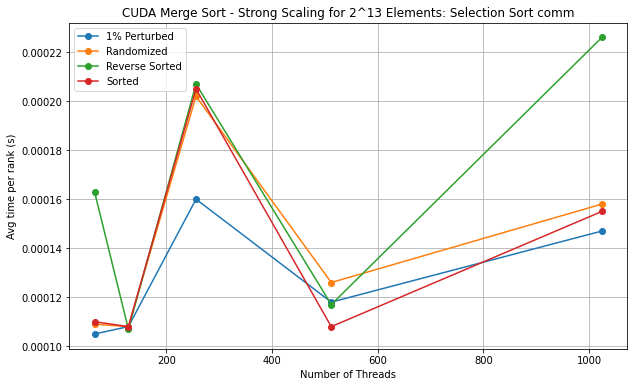 CUDA Merge Sort - Strong Scaling for 2^13 Elements: Selection Sort comm
1% Perturbed
Randomized
Reverse Sorted
Sorted
Avg time per rank (s)
0.00022
0.00020
0.00018
0.00016
0.00014
0.00012
0.00010
200 400 600 800 1000
Number of Threads